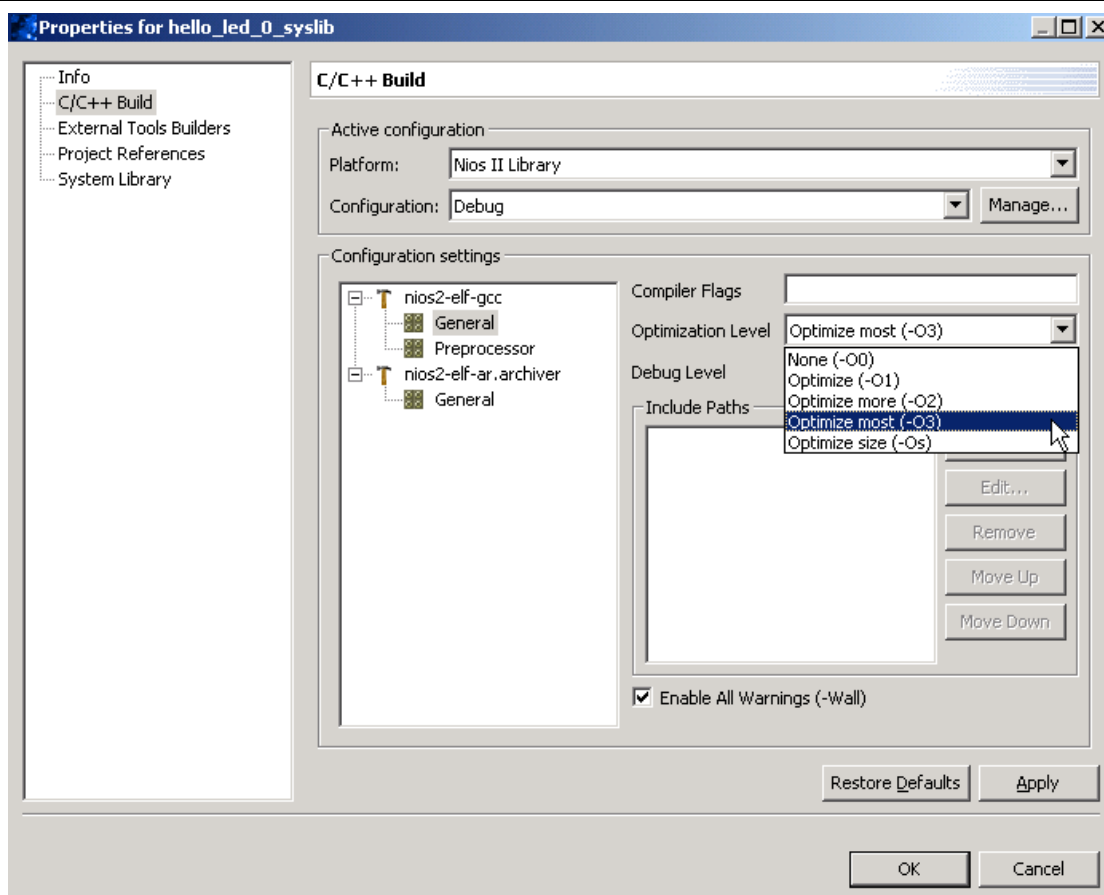 Properties for hello_led_0_syslib
Info
C/C++ Build
External Tools Builders
Project References
System Library
C/C++ Build
Active configuration
Platform: Nios II Library
Configuration: Debug Manage...
Configuration settings
nios2-elf-gcc
General
Preprocessor
nios2-elf-ar.archiver
General
Compiler Flags
Optimization Level Optimize most (-O3)
None (-O0)
Optimize (-O1)
Optimize more (-O2)
Optimize most (-O3)
Optimize size (-Os)
Debug Level
Include Paths
Edit...
Remove
Move Up
Move Down
Enable All Warnings (-Wall)
Restore Defaults Apply
OK Cancel